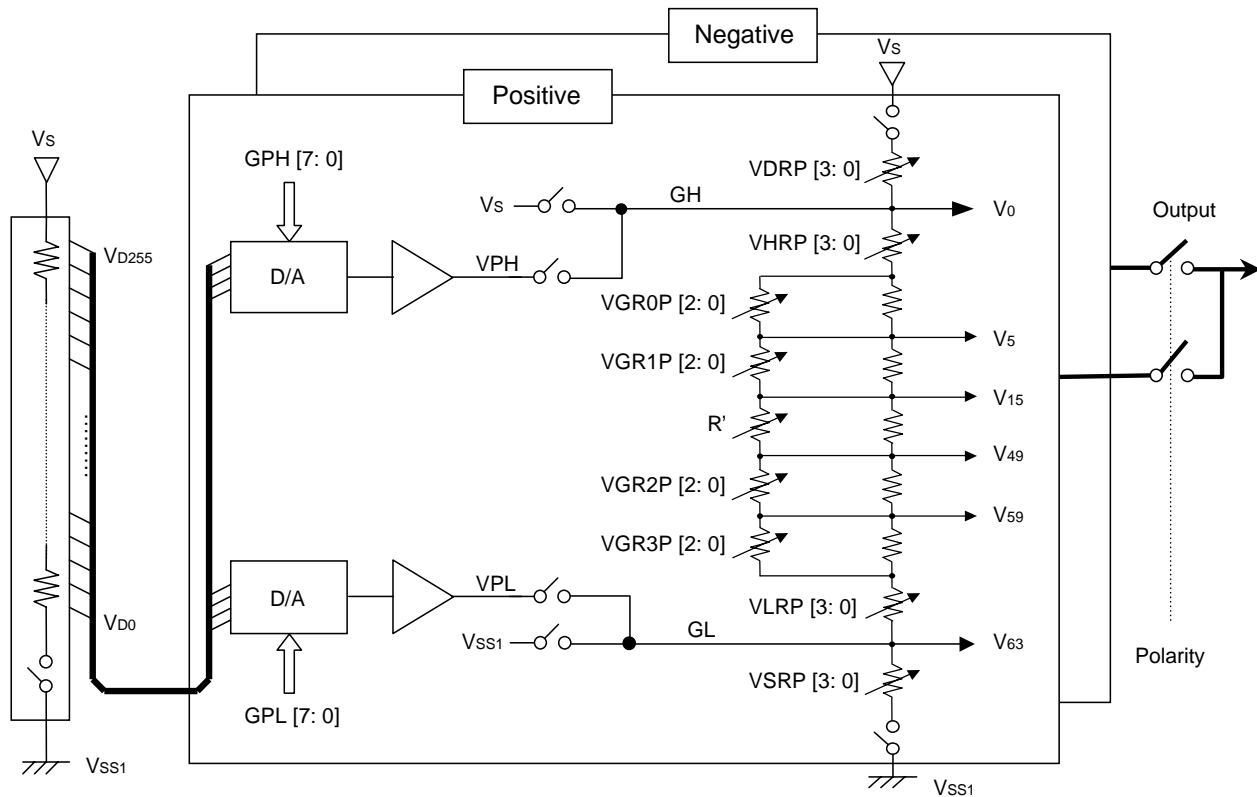 Negative
Vs
Positive
Vs
GPH [7: 0]
VDRP [3: 0]
GH
Vs
V0
Output
VD255
VHRP [3: 0]
D/A
VPH
VGR0P [2: 0]
V5
VGR1P [2: 0]
V15
R’
V49
VGR2P [2: 0]
V59
VGR3P [2: 0]
VPL
D/A
VLRP [3: 0]
VD0
VSS1
GL
V63
Polarity
VSRP [3: 0]
GPL [7: 0]
VSS1
VSS1